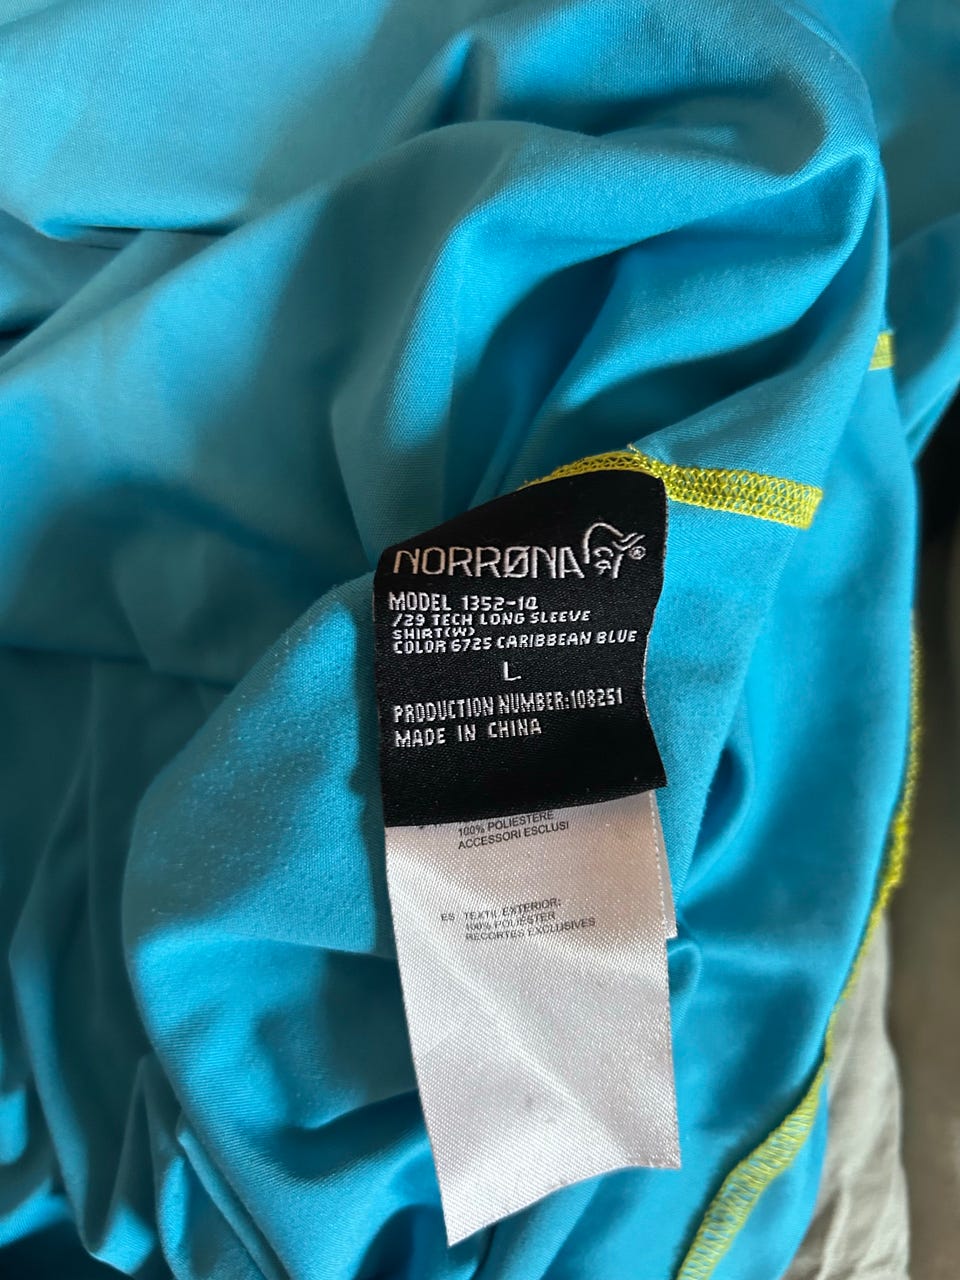 NORRØNA ®
MODEL 1352-10
/29 TECH LONG SLEEVE
SHIRT(W)
COLOR 6725 CARIBBEAN BLUE
L
PRODUCTION NUMBER:108251
MADE IN CHINA
100% POLIESTERE
ACCESSORI ESCLUSI
ES TEXTIL EXTERIOR:
100% POLIESTER
RECORTES EXCLUSIVES